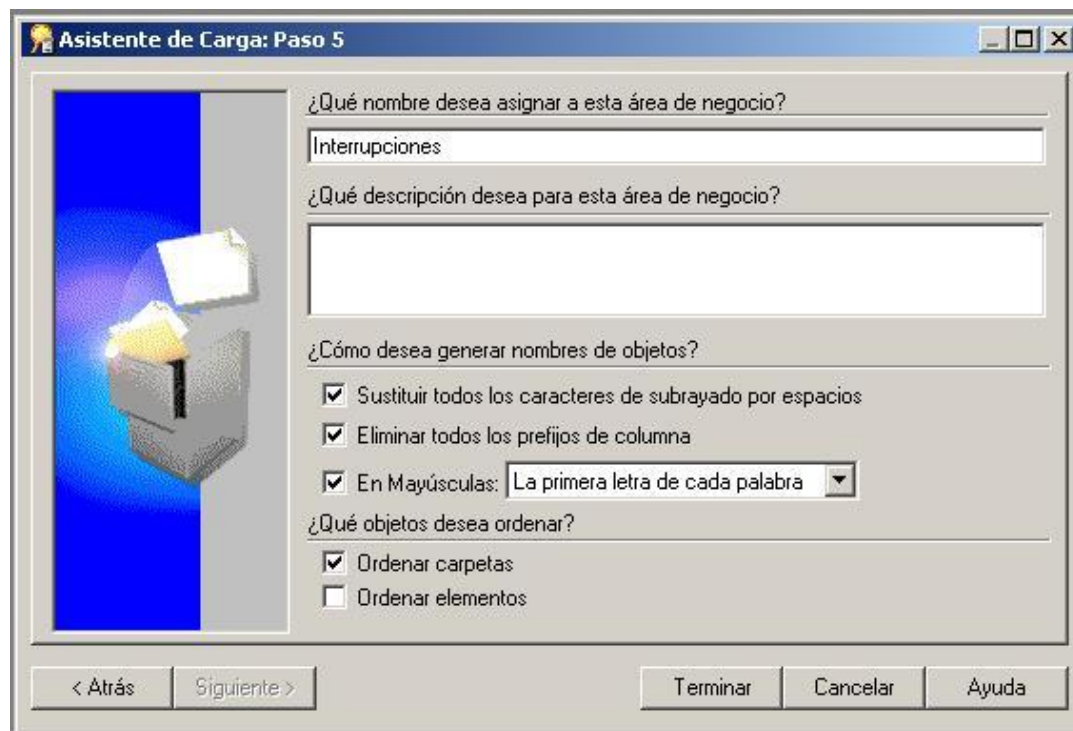 Asistente de Carga: Paso 5
¿Qué nombre desea asignar a esta área de negocio?
Interrupciones
¿Qué descripción desea para esta área de negocio?
¿Cómo desea generar nombres de objetos?
Sustituir todos los caracteres de subrayado por espacios
Eliminar todos los prefijos de columna
En Mayúsculas: La primera letra de cada palabra
¿Qué objetos desea ordenar?
Ordenar carpetas
Ordenar elementos
< Atrás Siguiente > Terminar Cancelar Ayuda